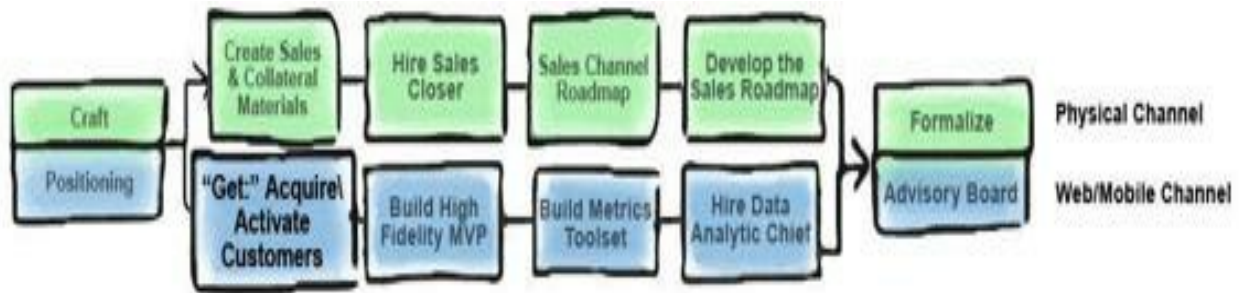 Craft
Positioning
Create Sales
& Collateral
Materials
Hire Sales
Closer
Sales Channel
Roadmap
Develop the
Sales Roadmap
“Get:” Acquire\
Activate
Customers
Build High
Fidelity MVP
Build Metrics
Toolset
Hire Data
Analytic Chief
Formalize
Advisory Board
Physical Channel
Web/Mobile Channel